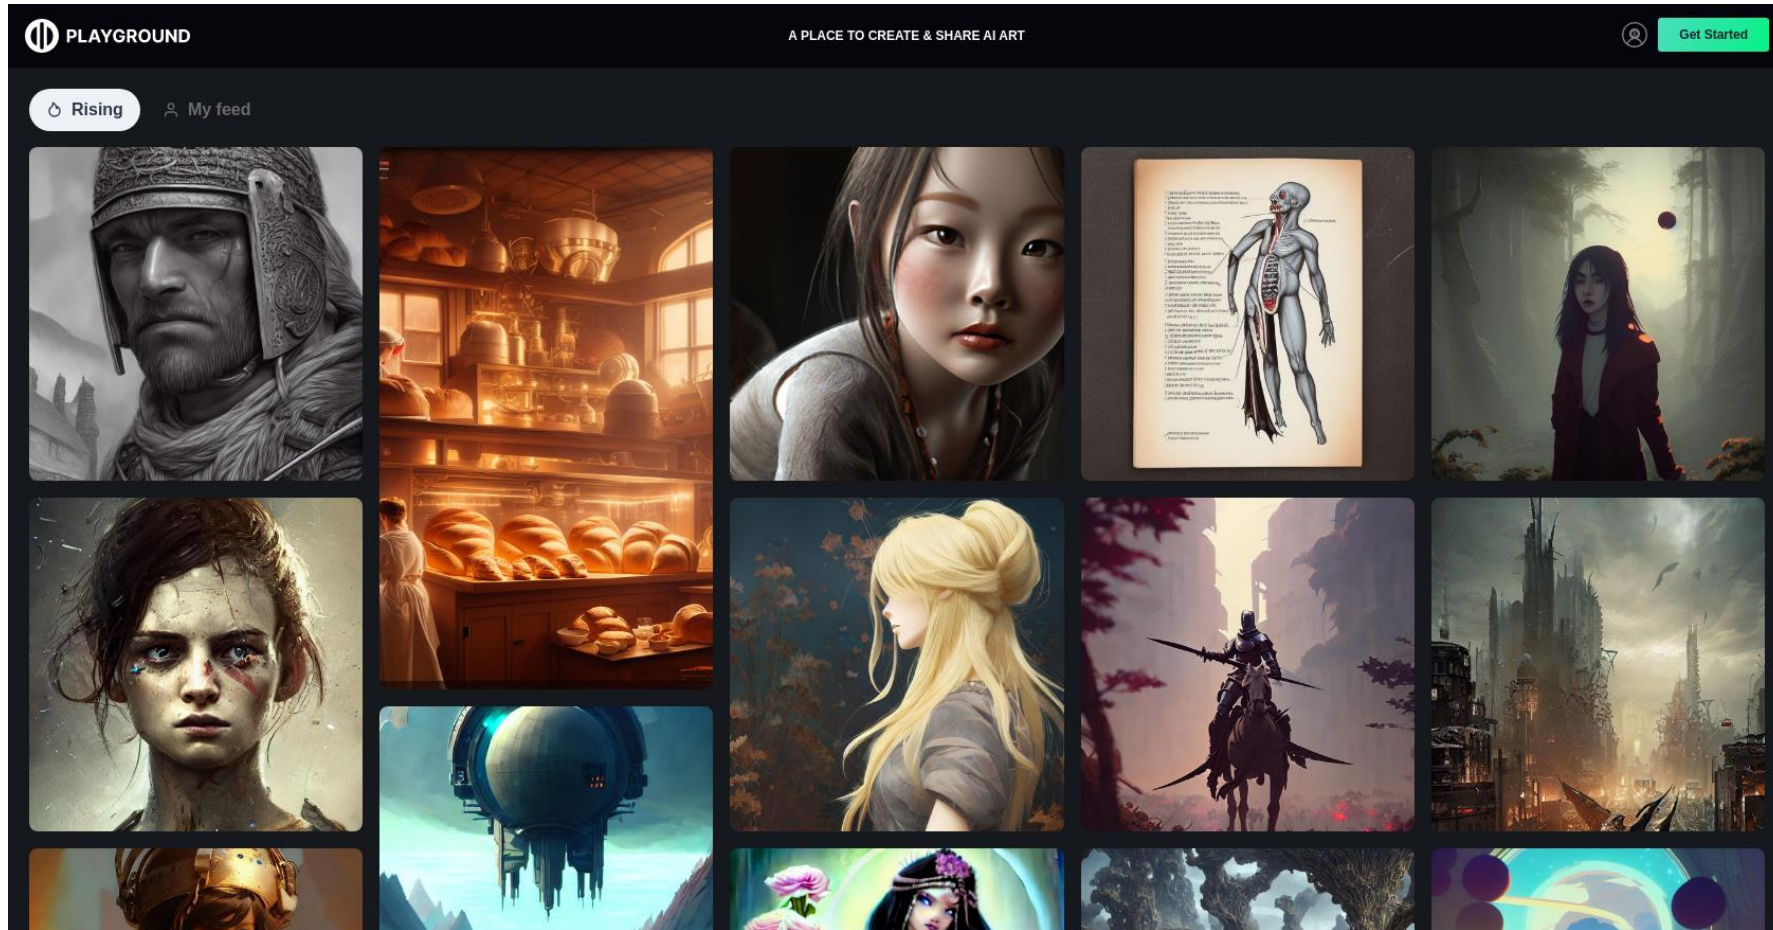 PLAYGROUND
A PLACE TO CREATE & SHARE AI ART
Get Started
Rising
My feed